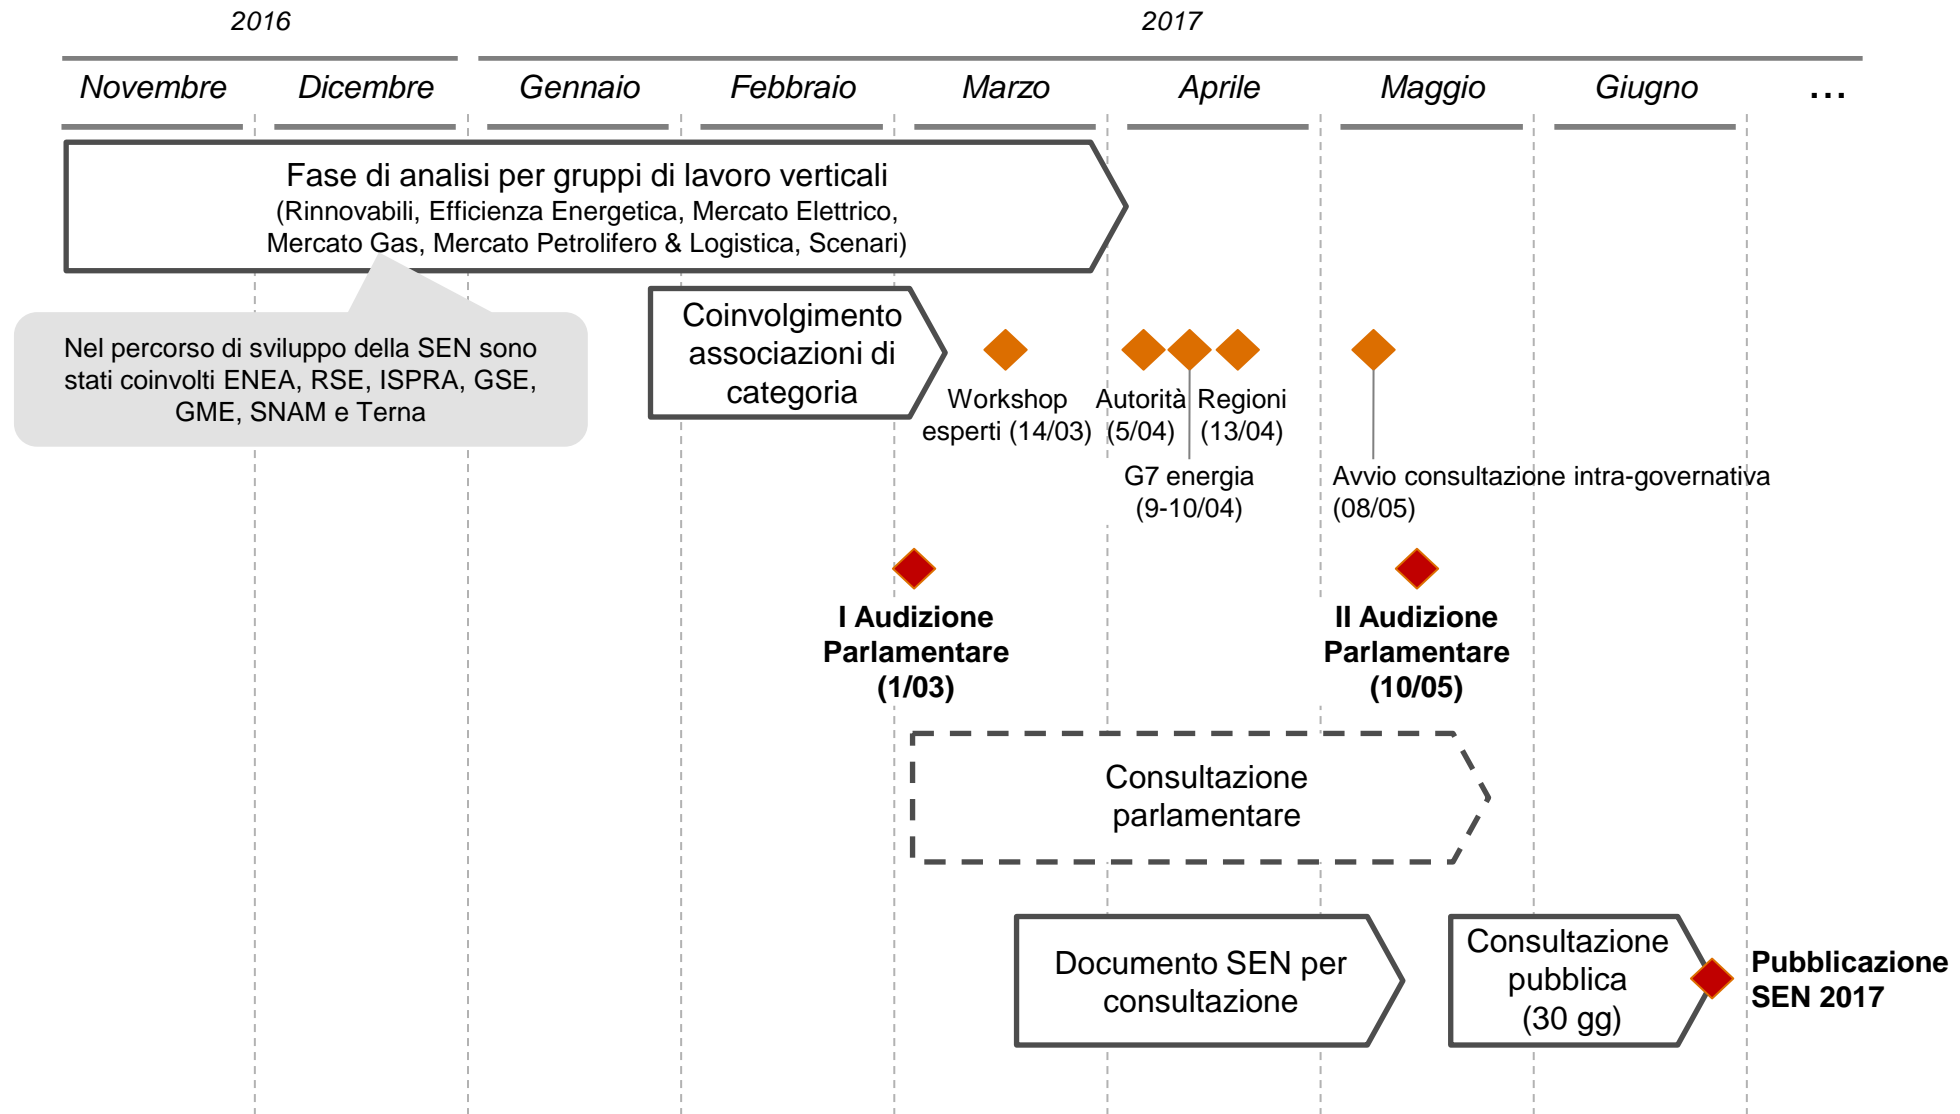 2016
2017
Novembre
Dicembre
Gennaio
Febbraio
Marzo
Aprile
Maggio
Giugno
...
Fase di analisi per gruppi di lavoro verticali
(Rinnovabili, Efficienza Energetica, Mercato Elettrico,
Mercato Gas, Mercato Petrolifero & Logistica, Scenari)
Nel percorso di sviluppo della SEN sono
stati coinvolti ENEA, RSE, ISPRA, GSE,
GME, SNAM e Terna
Coinvolgimento
associazioni di
categoria
Workshop
esperti (14/03)
Autorità
(5/04)
Regioni
(13/04)
G7 energia
(9-10/04)
Avvio consultazione intra-governativa
(08/05)
I Audizione
Parlamentare
(1/03)
II Audizione
Parlamentare
(10/05)
Consultazione
parlamentare
Documento SEN per
consultazione
Consultazione
pubblica
(30 gg)
Pubblicazione
SEN 2017